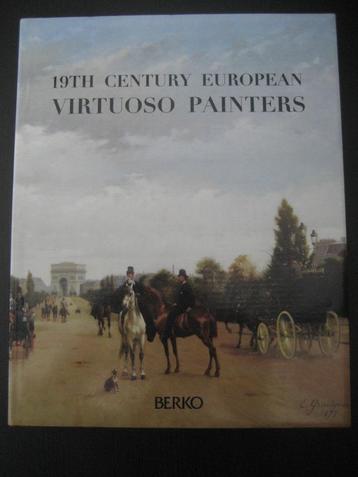 19TH CENTURY EUROPEAN
VIRTUOSO PAINTERS
BERKO